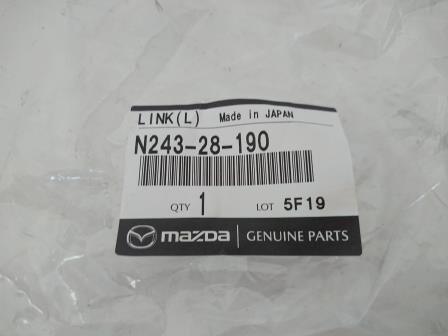 LINK(L) Made in JAPAN
N243-28-190
QTY 1 LOT 5F19
mazda GENUINE PARTS